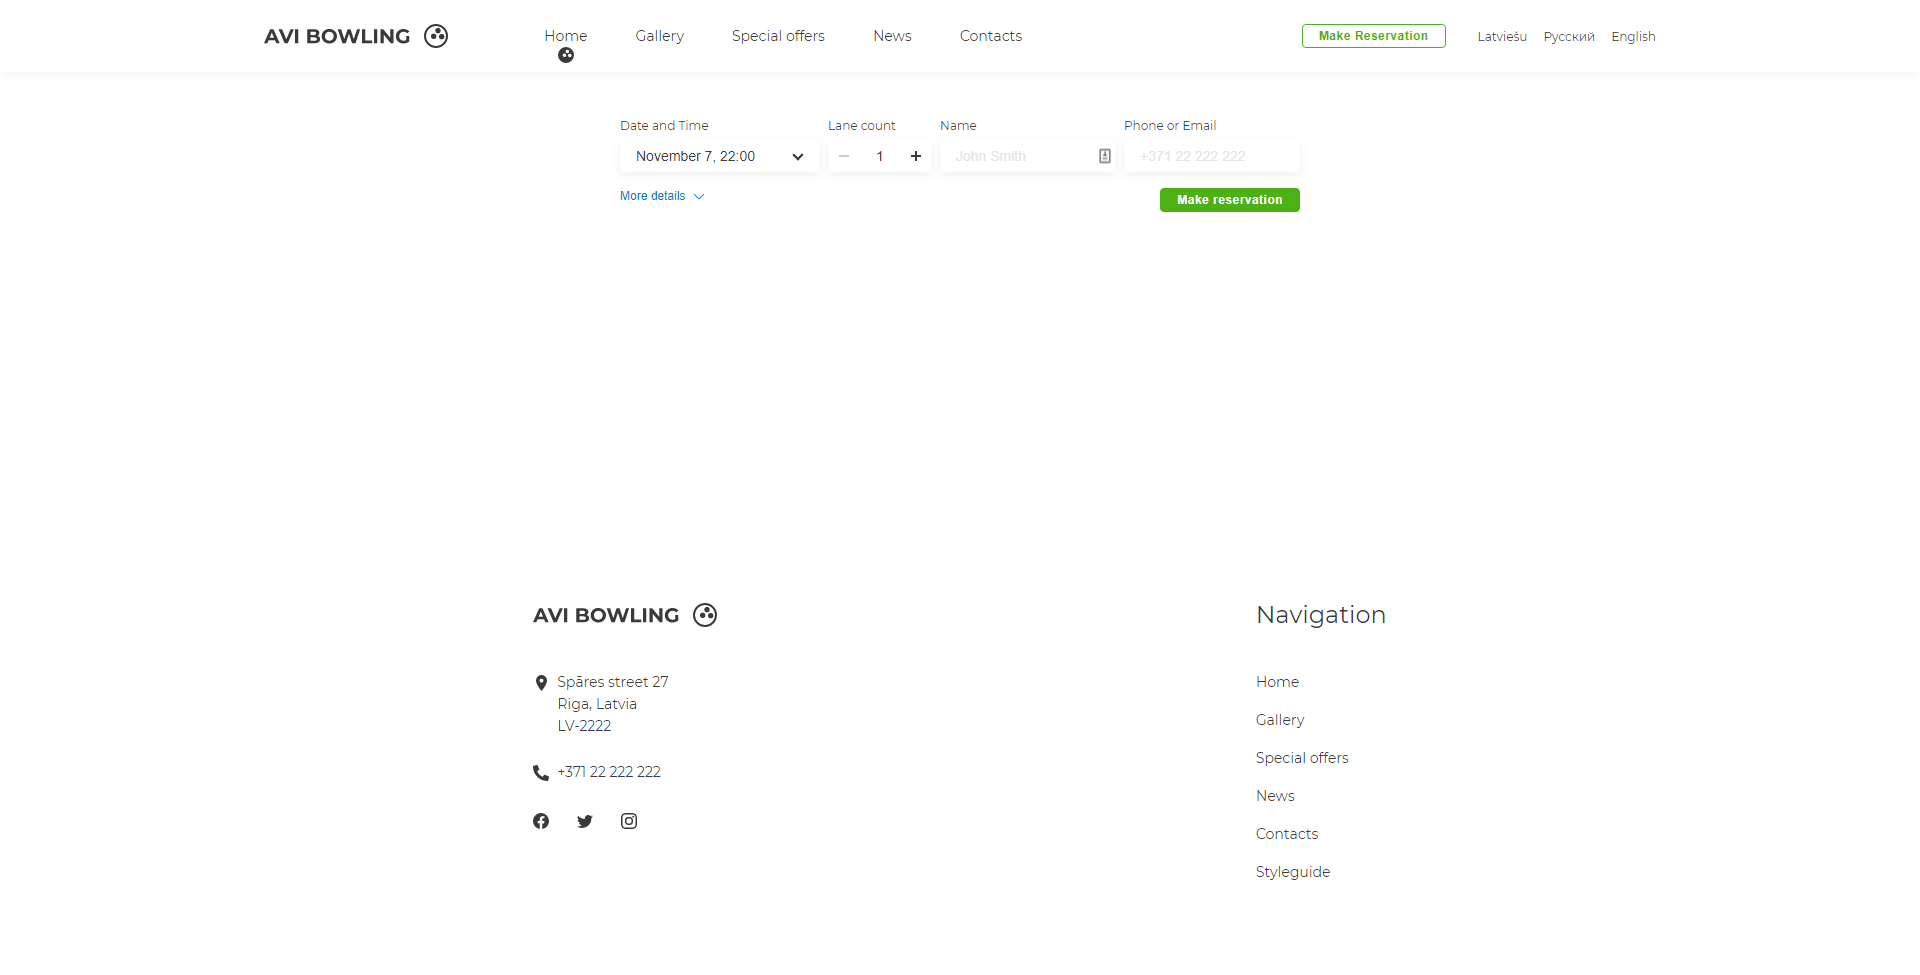 AVI BOWLING
Home
Gallery
Special offers
News
Contacts
Make Reservation
Latviešu
Русский
English
Date and Time
Lane count
Name
Phone or Email
November 7, 22:00
1
John Smith
+371 22 222 222
More details
Make reservation
AVI BOWLING
Spāres street 27
Riga, Latvia
LV-2222
+371 22 222 222
Navigation
Home
Gallery
Special offers
News
Contacts
Styleguide